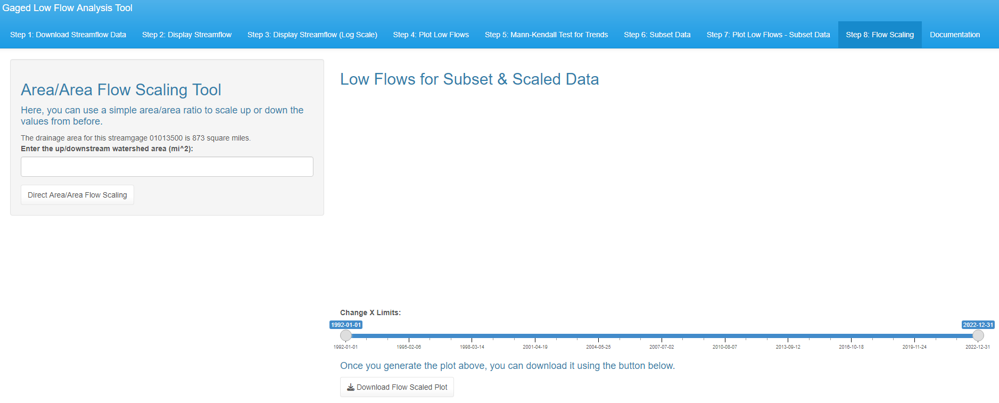 Gaged Low Flow Analysis Tool
Step 1: Download Streamflow Data Step 2: Display Streamflow Step 3: Display Streamflow (Log Scale) Step 4: Plot Low Flows Step 5: Mann-Kendall Test for Trends Step 6: Subset Data Step 7: Plot Low Flows - Subset Data Step 8: Flow Scaling Documentation
Area/Area Flow Scaling Tool
Here, you can use a simple area/area ratio to scale up or down the
values from before.
The drainage area for this streamgage 01013500 is 873 square miles.
Enter the up/downstream watershed area (mi^2):
Direct Area/Area Flow Scaling
Low Flows for Subset & Scaled Data
Change X Limits:
1992-01-01 2022-12-31
1992-01-01 1995-02-06 1998-03-14 2001-04-19 2004-05-25 2007-07-02 2010-08-07 2013-09-12 2016-10-18 2019-11-24 2022-12-31
Once you generate the plot above, you can download it using the button below.
Download Flow Scaled Plot